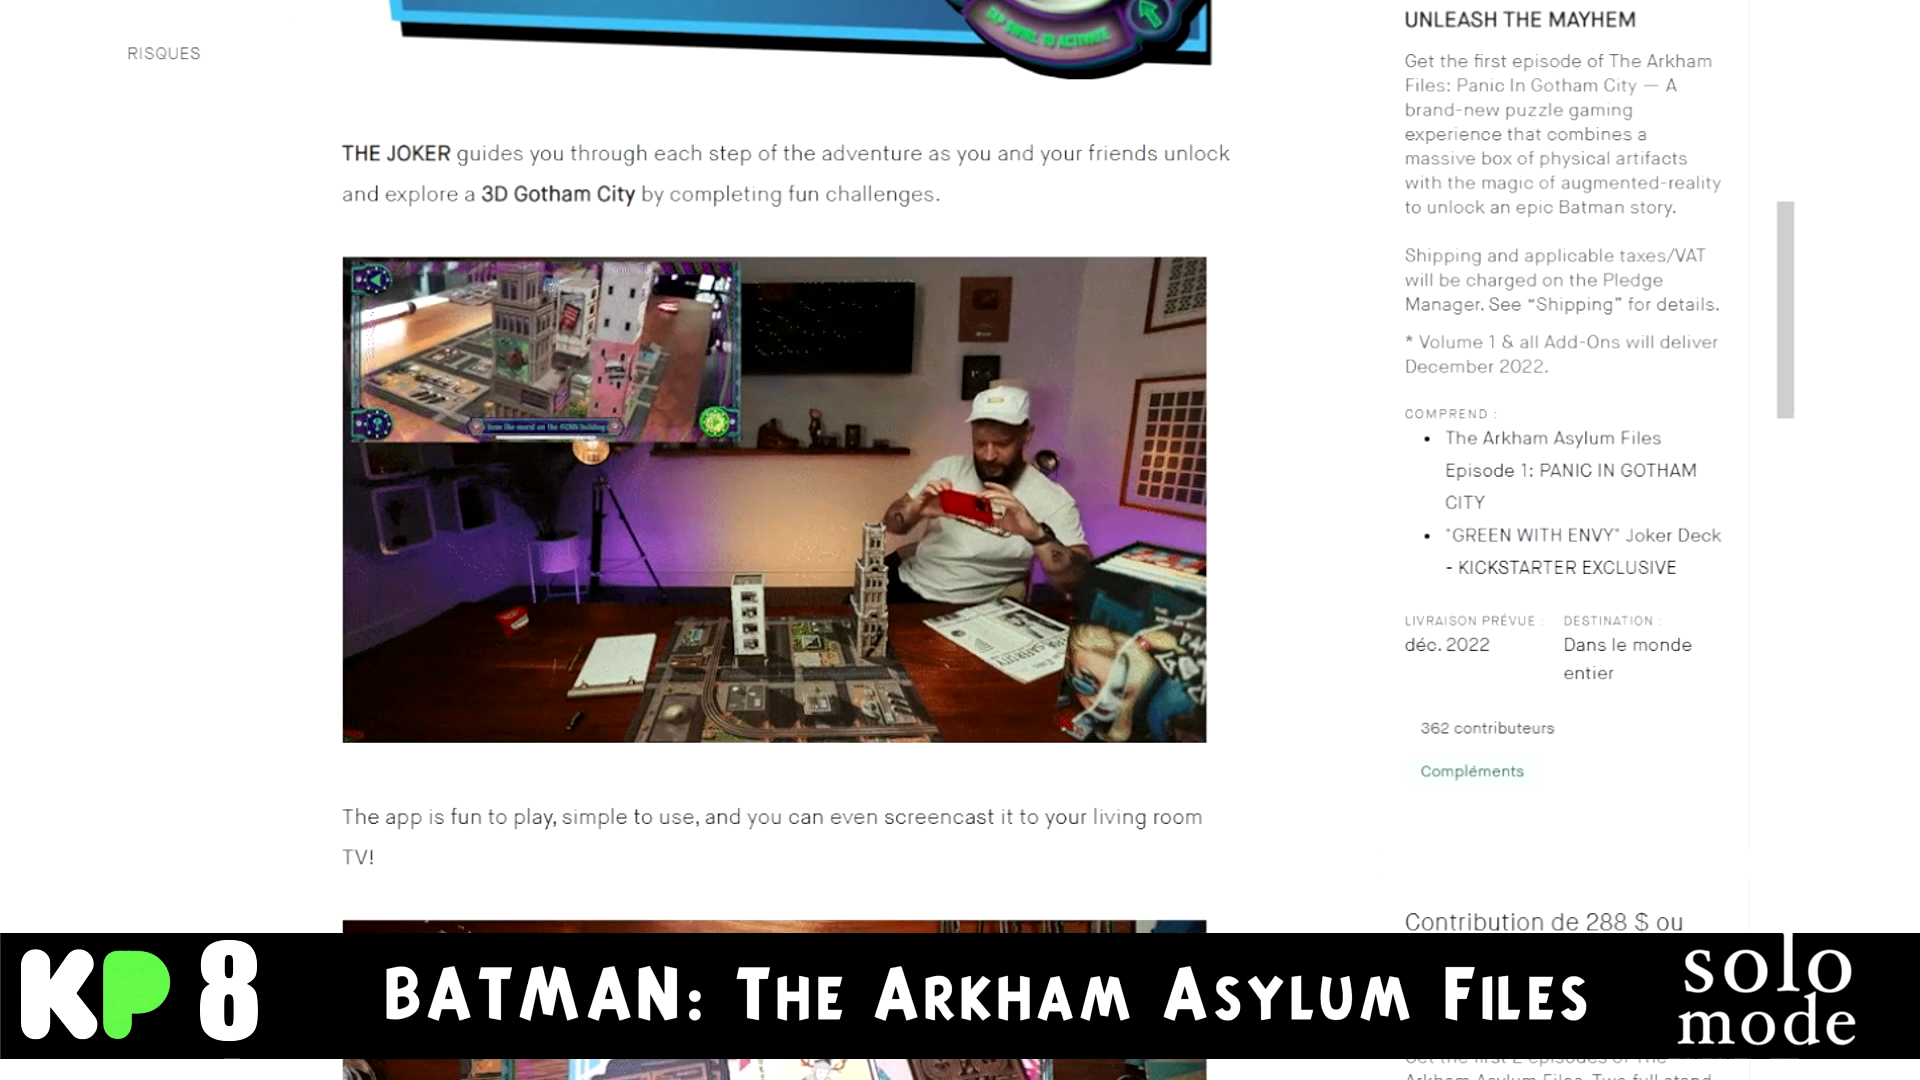 RISQUES
TAP SWIRL TO ACTIVATE
THE JOKER guides you through each step of the adventure as you and your friends unlock
and explore a 3D Gotham City by completing fun challenges.
The app is fun to play, simple to use, and you can even screencast it to your living room
TV!
UNLEASH THE MAYHEM
Get the first episode of The Arkham
Files: Panic In Gotham City — A
brand-new puzzle gaming
experience that combines a
massive box of physical artifacts
with the magic of augmented-reality
to unlock an epic Batman story.
Shipping and applicable taxes/VAT
will be charged on the Pledge
Manager. See “Shipping” for details.
* Volume 1 & all Add-Ons will deliver
December 2022.
COMPREND :
• The Arkham Asylum Files
Episode 1: PANIC IN GOTHAM
CITY
• "GREEN WITH ENVY" Joker Deck
- KICKSTARTER EXCLUSIVE
LIVRAISON PRÉVUE :
déc. 2022
DESTINATION :
Dans le monde
entier
362 contributeurs
Compléments
Contribution de 288 $ ou
KP 8
BATMAN: THE ARKHAM ASYLUM FILES
solo
mode